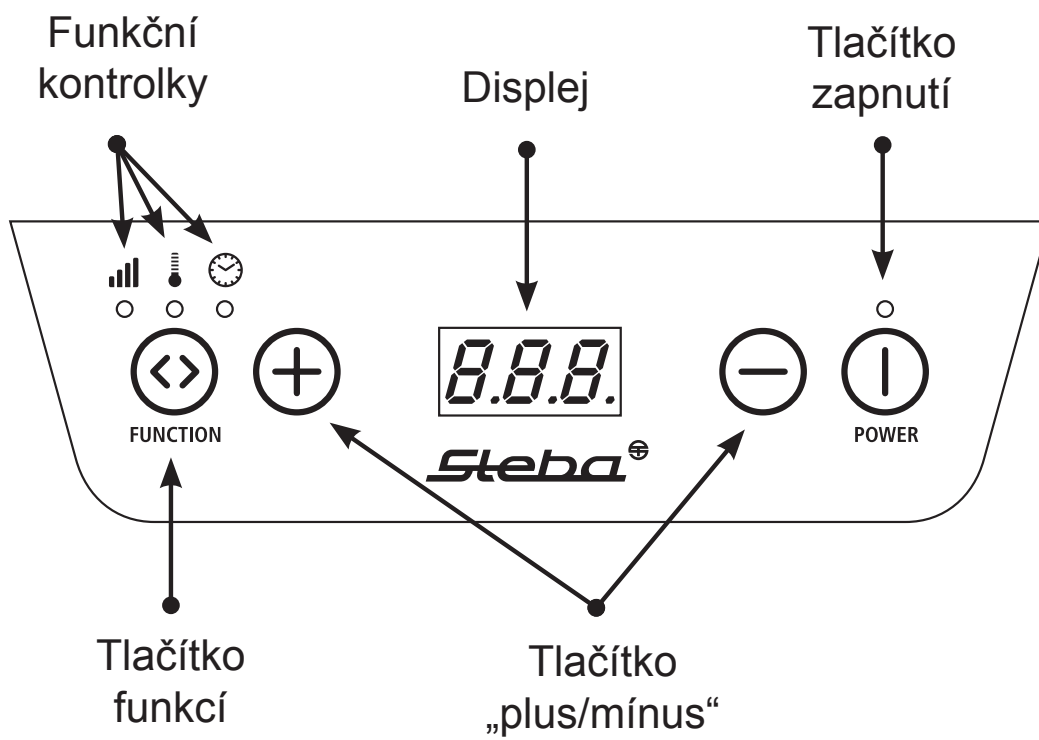 Funkční
kontrolky
Displej
Tlačítko
zapnutí
8.8.8.
FUNCTION
POWER
Steba
Tlačítko
funkcí
Tlačítko
„plus/mínus“